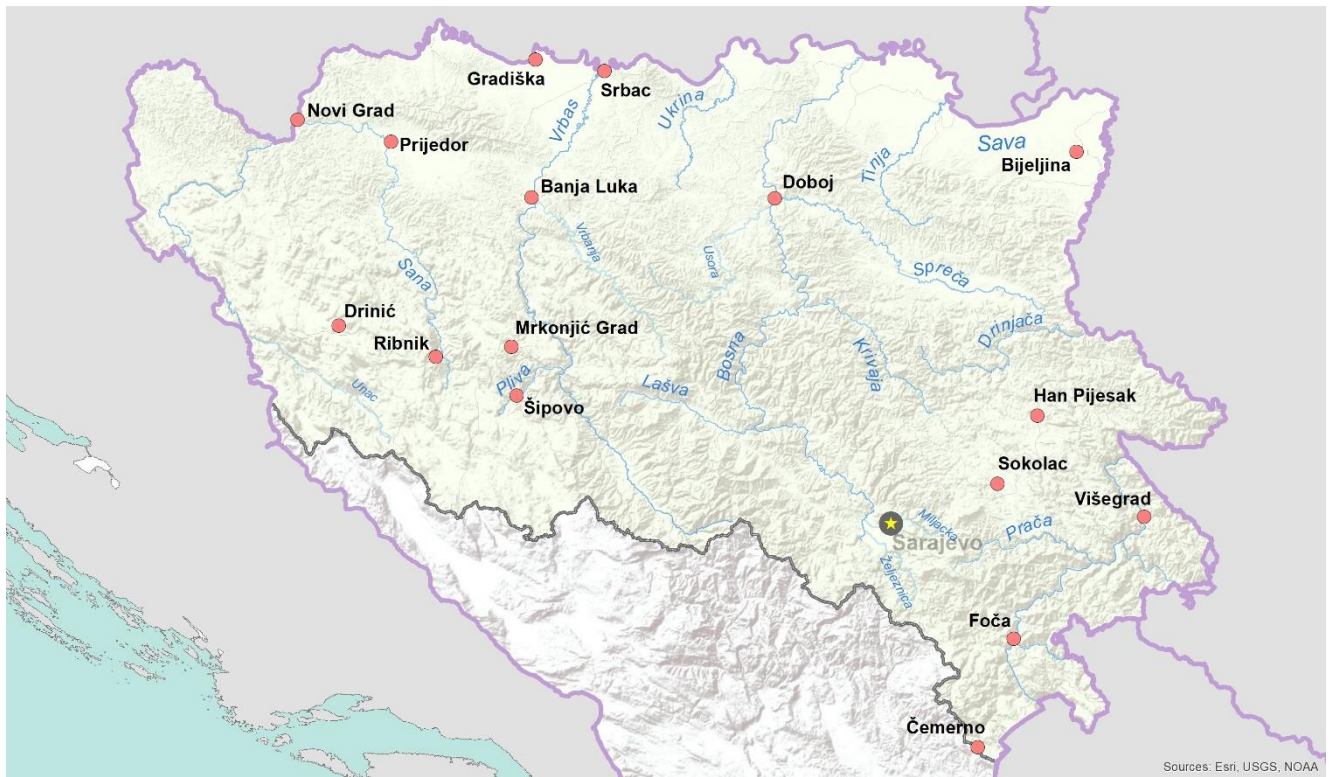 Gradiška
Srbac
Novi Grad
Prijedor
Vrbas
Ukrina
Sava
Bijeljina
Tinja
Banja Luka
Doboj
Vrbanja
Usora
Sana
Spreča
Drinić
Ribnik
Mrkonjić Grad
Drinjača
Bosna
Krivaja
Pliva
Lašva
Unac
Šipovo
Han Pijesak
Sokolac
Višegrad
Sarajevo
Miljacka
Prača
Željeznica
Foča
Čemerno
Sources: Esri, USGS, NOAA